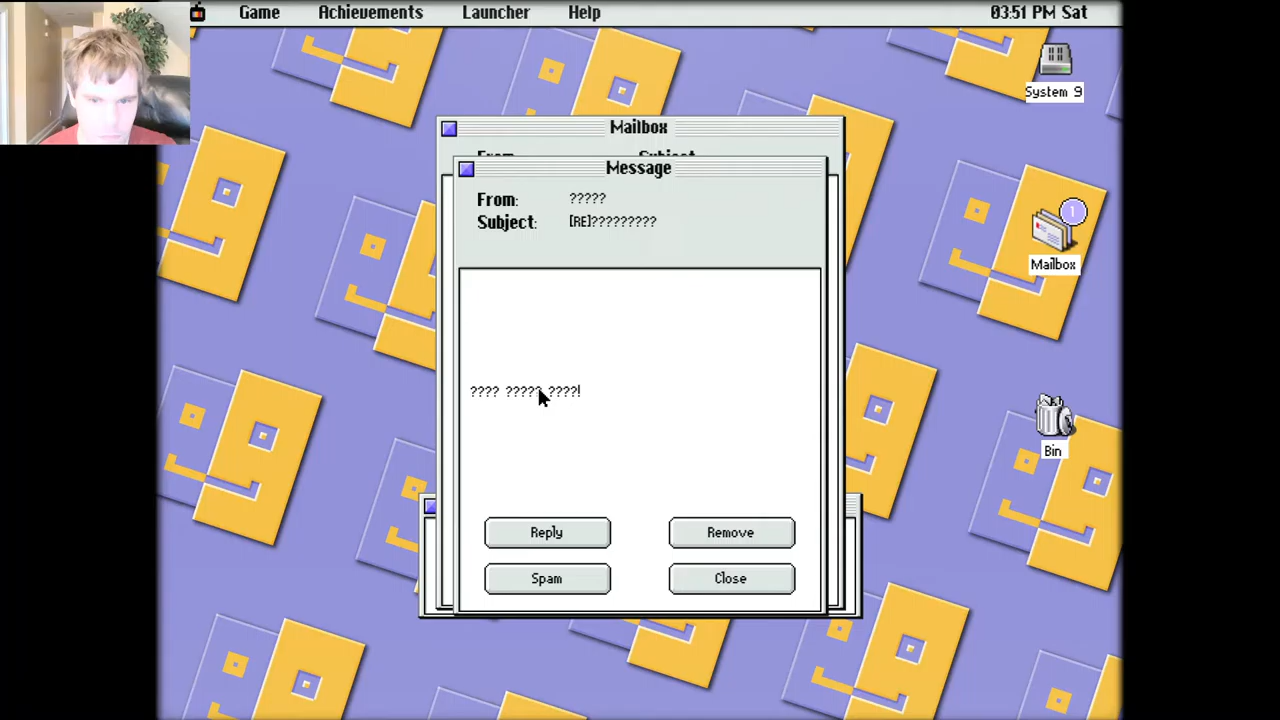 Game Achievements Launcher Help 03:51 PM Sat
System 9
Mailbox
Message
From: ?????
Subject: [RE]?????????
1
Mailbox
???? ????? ????!
Bin
Reply Remove
Spam Close